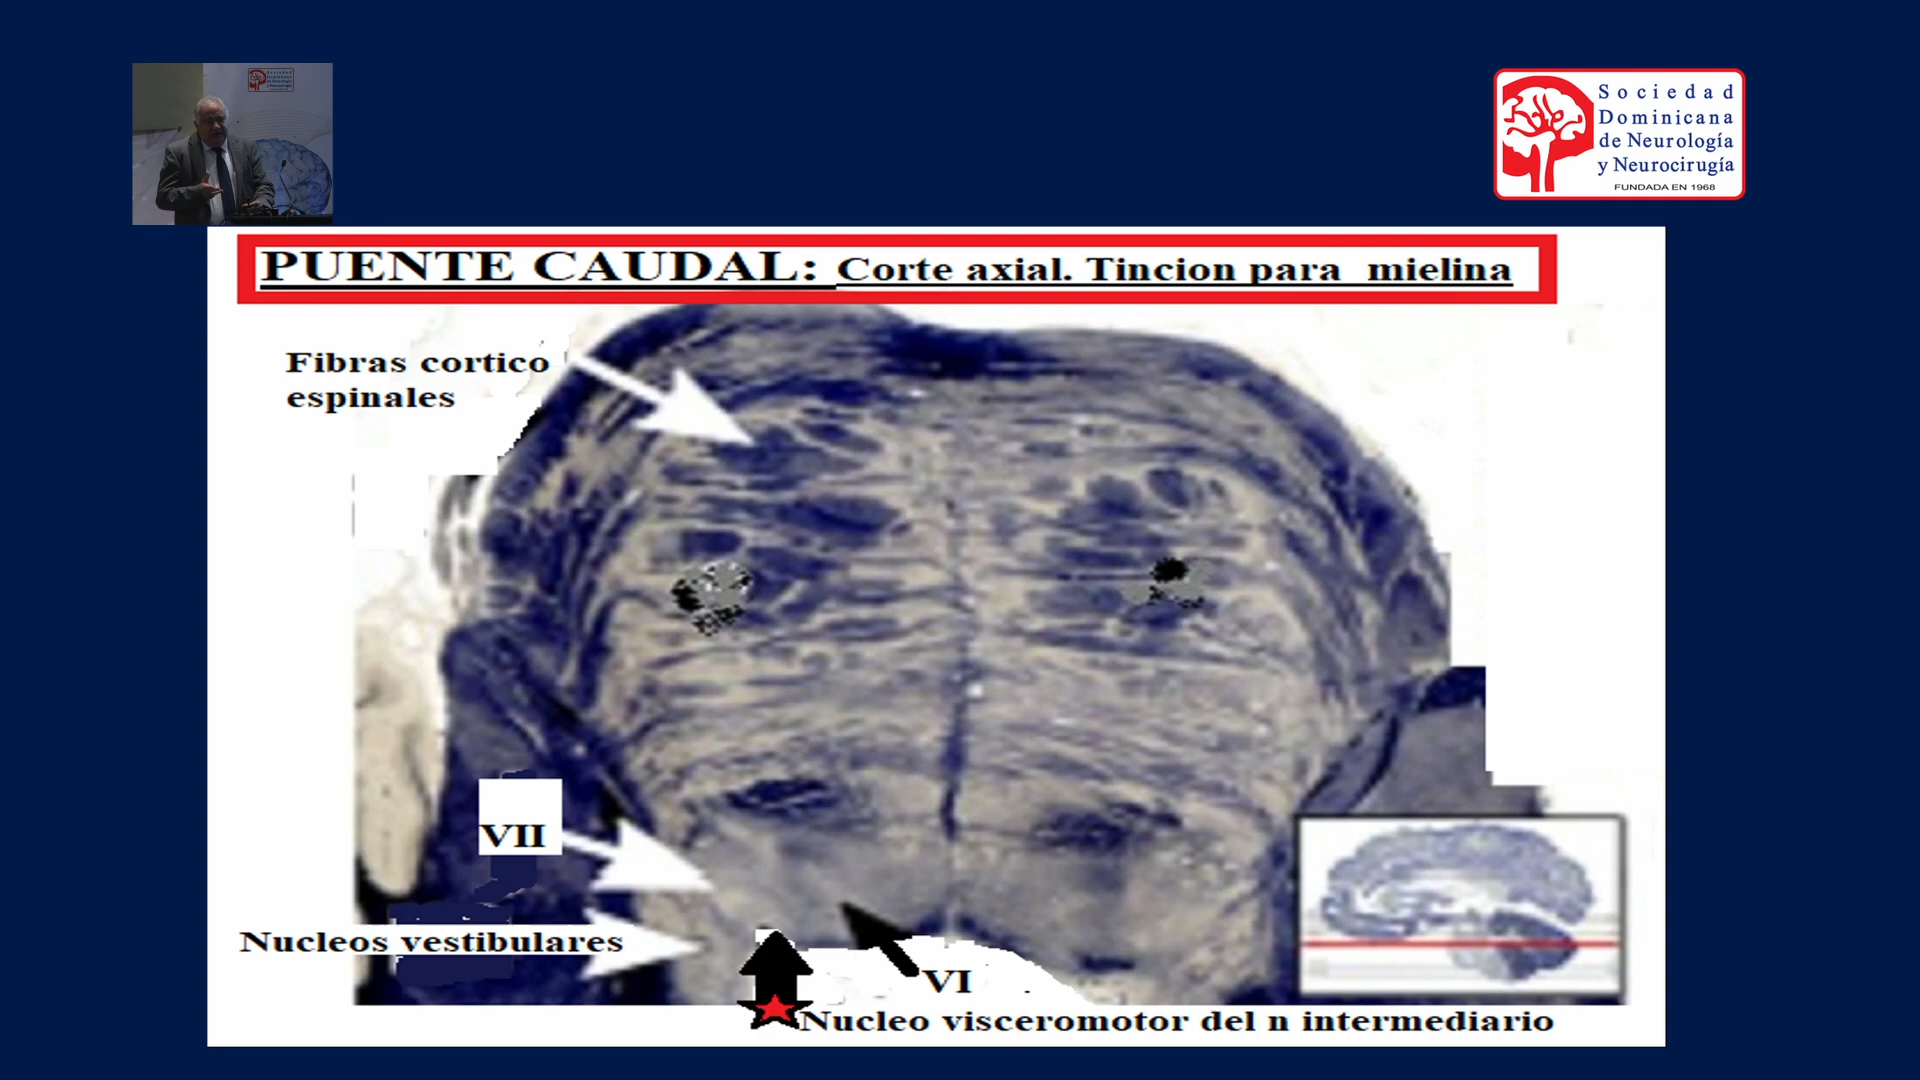 Sociedad
Dominicana
de Neurología
y Neurocirugía
FUNDADA EN 1968
PUENTE CAUDAL: Corte axial. Tincion para mielina
Fibras cortico
espinales
VII
Nucleos vestibulares
VI
Nucleo visceromotor del n intermediario